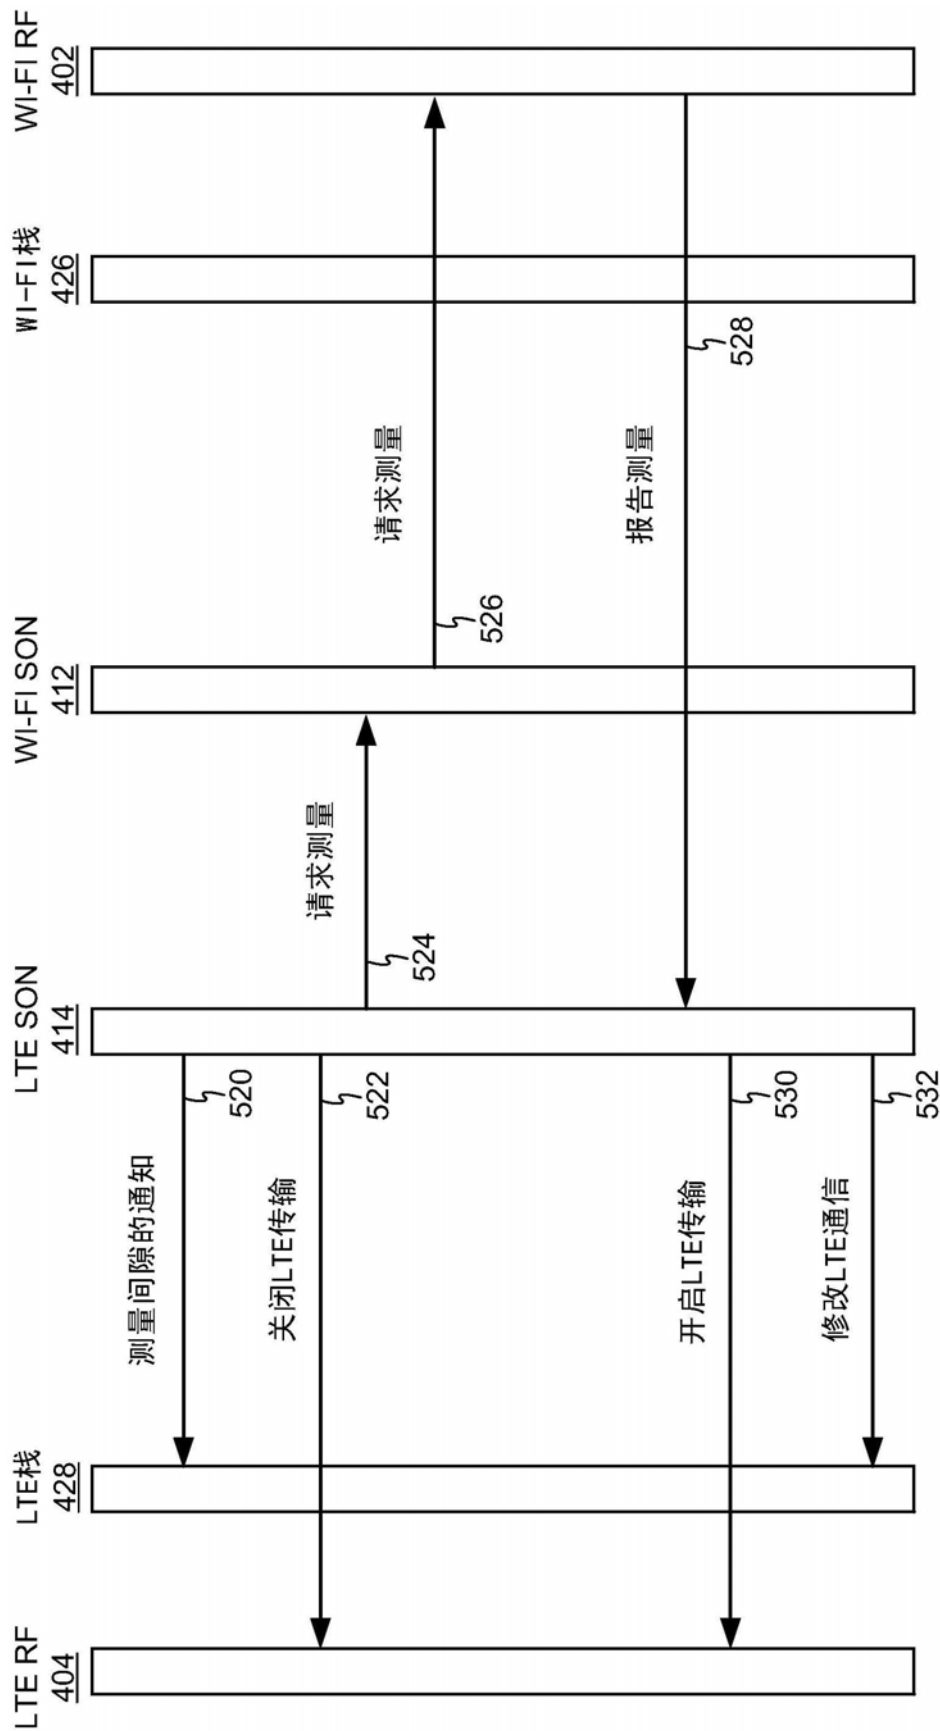 LTE RF
404
LTE栈
428
LTE SON
414
WI-FI SON
412
WI-FI栈
426
WI-FI RF
402
测量间隙的通知
520
关闭LTE传输
522
请求测量
524
请求测量
526
报告测量
528
开启LTE传输
530
修改LTE通信
532